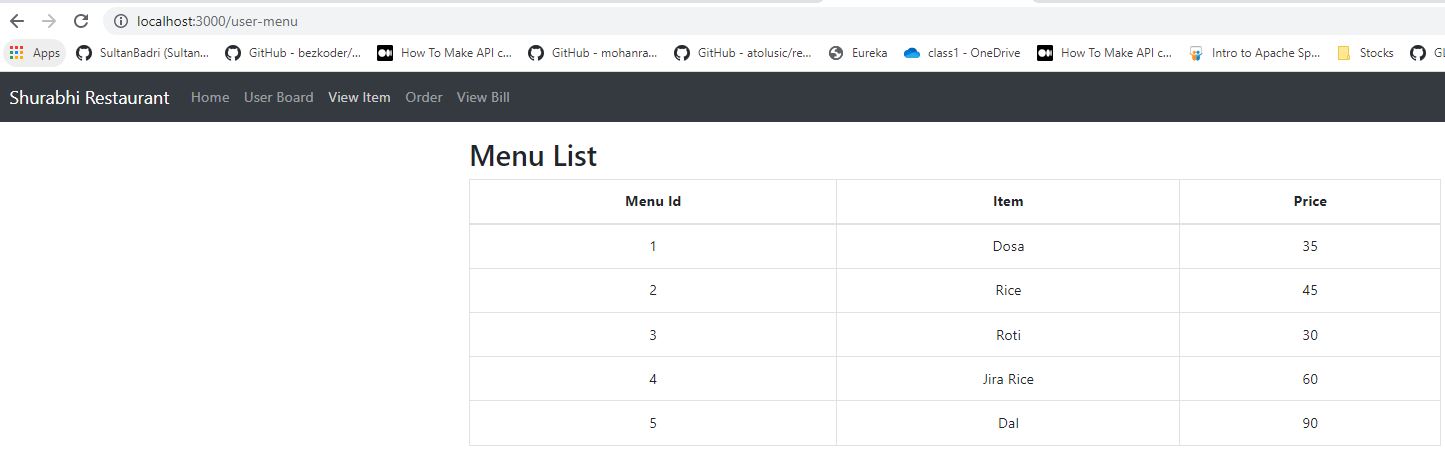 localhost:3000/user-menu
Apps SultanBadri (Sultan... GitHub - bezkoder/... How To Make API c... GitHub - mohanra... GitHub - atolusic/re... Eureka class1 - OneDrive How To Make API c... Intro to Apache Sp... Stocks GL
Shurabhi Restaurant Home User Board View Item Order View Bill
Menu List
Menu Id Item Price
1 Dosa 35
2 Rice 45
3 Roti 30
4 Jira Rice 60
5 Dal 90